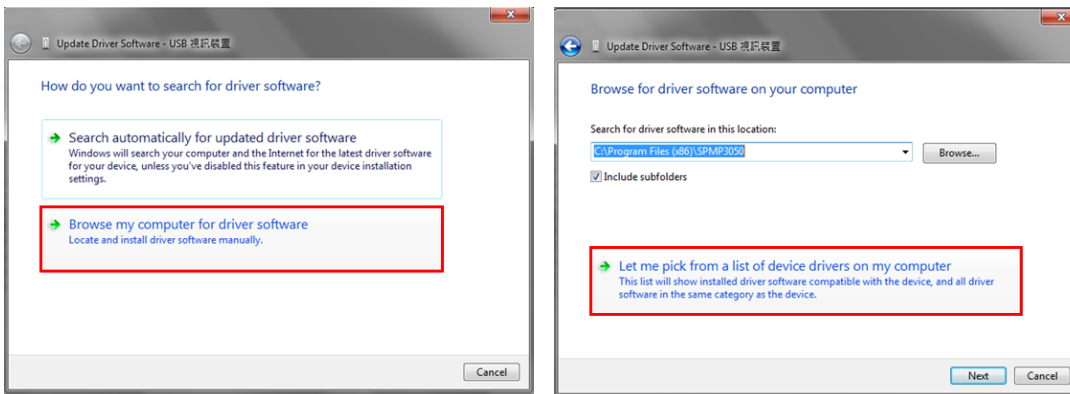 Update Driver Software - USB 視訊裝置
How do you want to search for driver software?
Search automatically for updated driver software
Windows will search your computer and the Internet for the latest driver software
for your device, unless you've disabled this feature in your device installation
settings.
Browse my computer for driver software
Locate and install driver software manually.
Cancel
Update Driver Software - USB 視訊裝置
Browse for driver software on your computer
Search for driver software in this location:
C:\Program Files (x86)\SPMP3050
Browse...
Include subfolders
Let me pick from a list of device drivers on my computer
This list will show installed driver software compatible with the device, and all driver
software in the same category as the device.
Next Cancel